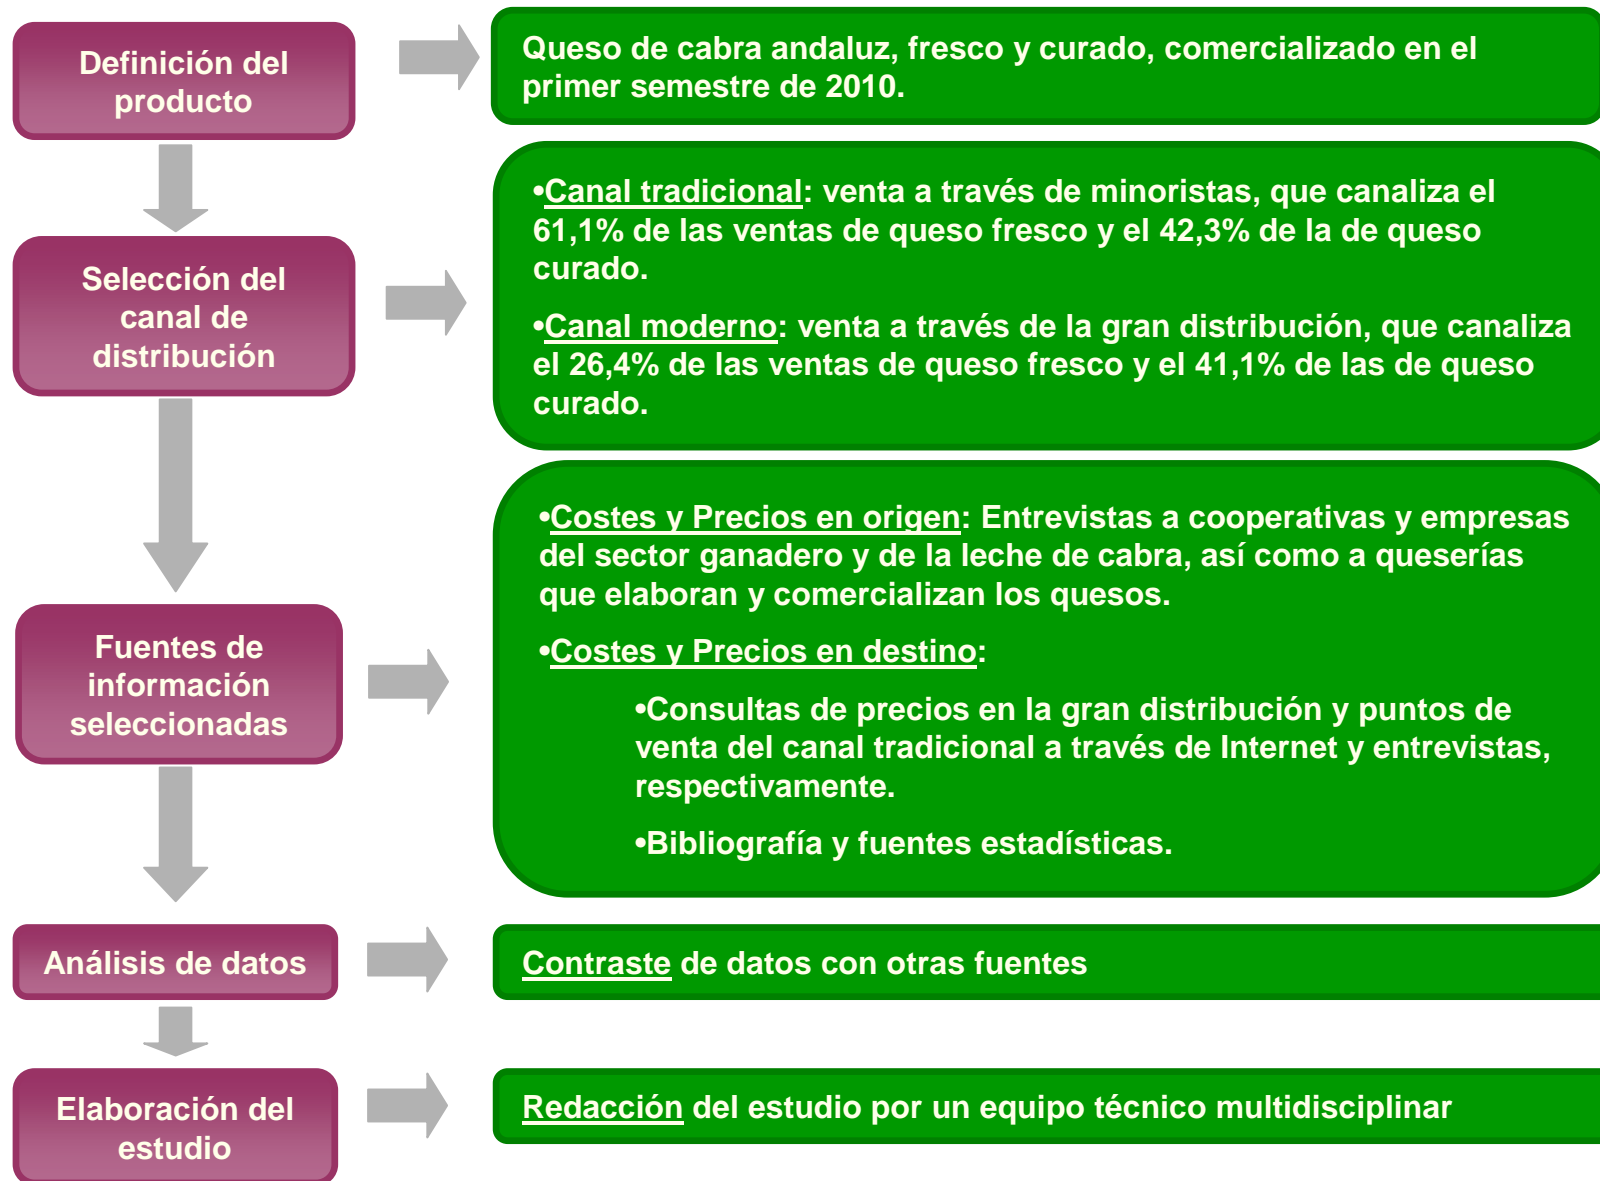 Definición del
producto
Queso de cabra andaluz, fresco y curado, comercializado en el
primer semestre de 2010.
Selección del
canal de
distribución
•Canal tradicional: venta a través de minoristas, que canaliza el
61,1% de las ventas de queso fresco y el 42,3% de la de queso
curado.
•Canal moderno: venta a través de la gran distribución, que canaliza
el 26,4% de las ventas de queso fresco y el 41,1% de las de queso
curado.
Fuentes de
información
seleccionadas
•Costes y Precios en origen: Entrevistas a cooperativas y empresas
del sector ganadero y de la leche de cabra, así como a queserías
que elaboran y comercializan los quesos.
•Costes y Precios en destino:
•Consultas de precios en la gran distribución y puntos de
venta del canal tradicional a través de Internet y entrevistas,
respectivamente.
•Bibliografía y fuentes estadísticas.
Análisis de datos
Contraste de datos con otras fuentes
Elaboración del
estudio
Redacción del estudio por un equipo técnico multidisciplinar